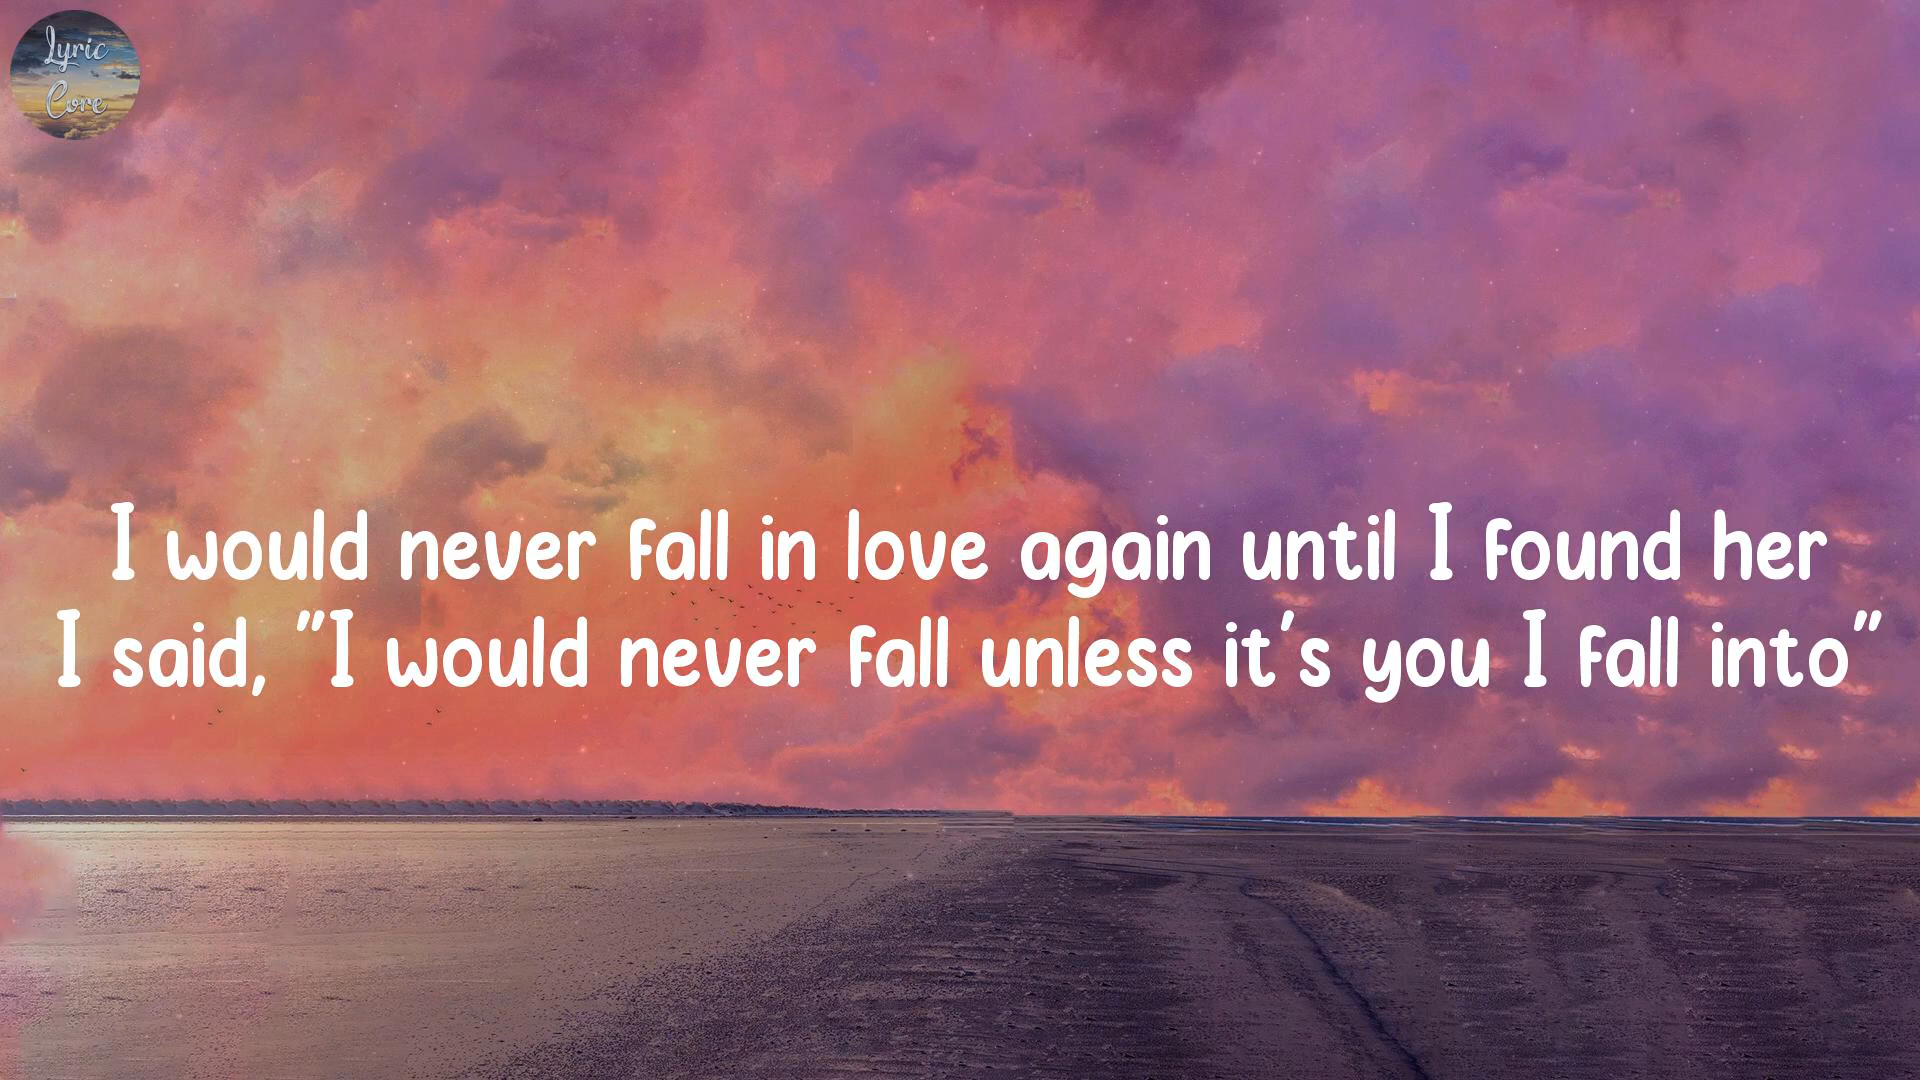 Lyric
Core
I would never fall in love again until I found her
I said, "I would never fall unless it's you I fall into"